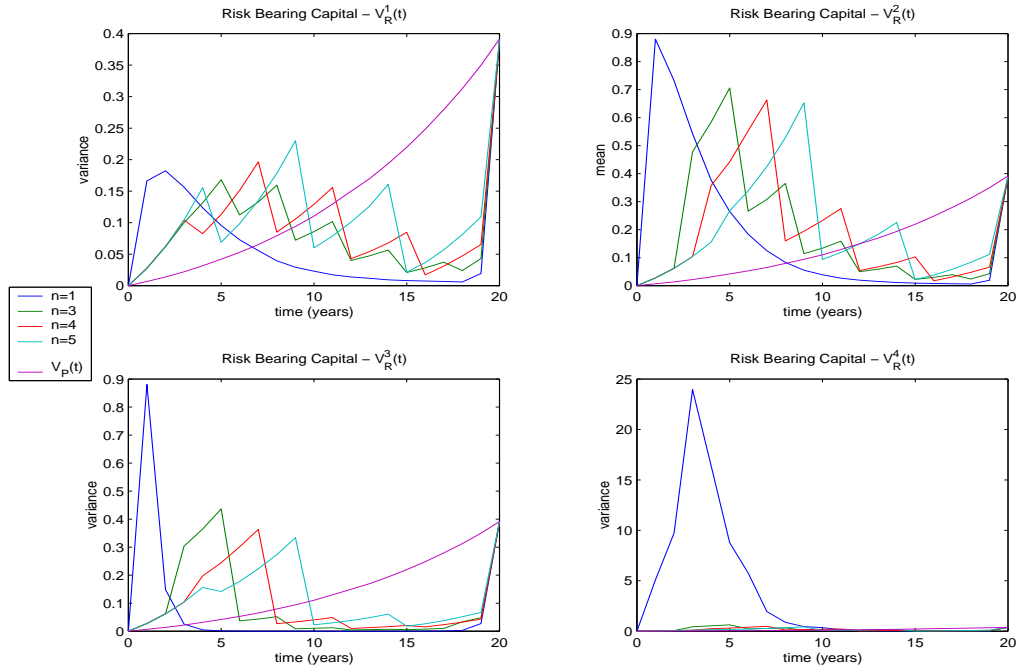 Risk Bearing Capital – V_R^1(t)
0.4
0.35
0.3
0.25
0.2
0.15
0.1
0.05
0
variance
0 5 10 15 20
time (years)
Risk Bearing Capital – V_R^2(t)
0.9
0.8
0.7
0.6
0.5
0.4
0.3
0.2
0.1
0
mean
0 5 10 15 20
time (years)
n=1
n=3
n=4
n=5
V_P(t)
Risk Bearing Capital – V_R^3(t)
0.9
0.8
0.7
0.6
0.5
0.4
0.3
0.2
0.1
0
variance
0 5 10 15 20
time (years)
Risk Bearing Capital – V_R^4(t)
25
20
15
10
5
0
variance
0 5 10 15 20
time (years)